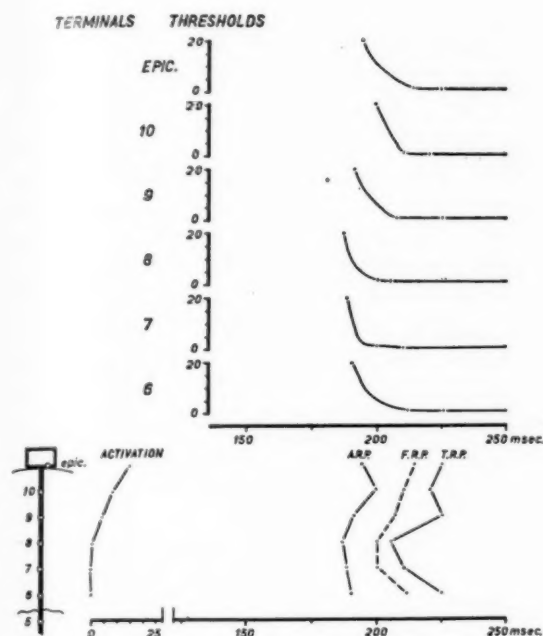 TERMINALS THRESHOLDS
EPIC. 20 0
10 20 0
9 20 0
8 20 0
7 20 0
6 20 0
150 200 250 msec.
epic. ACTIVATION A.R.P. F.R.P. T.R.P.
10
9
8
7
6
5
0 25 150 200 250 msec.